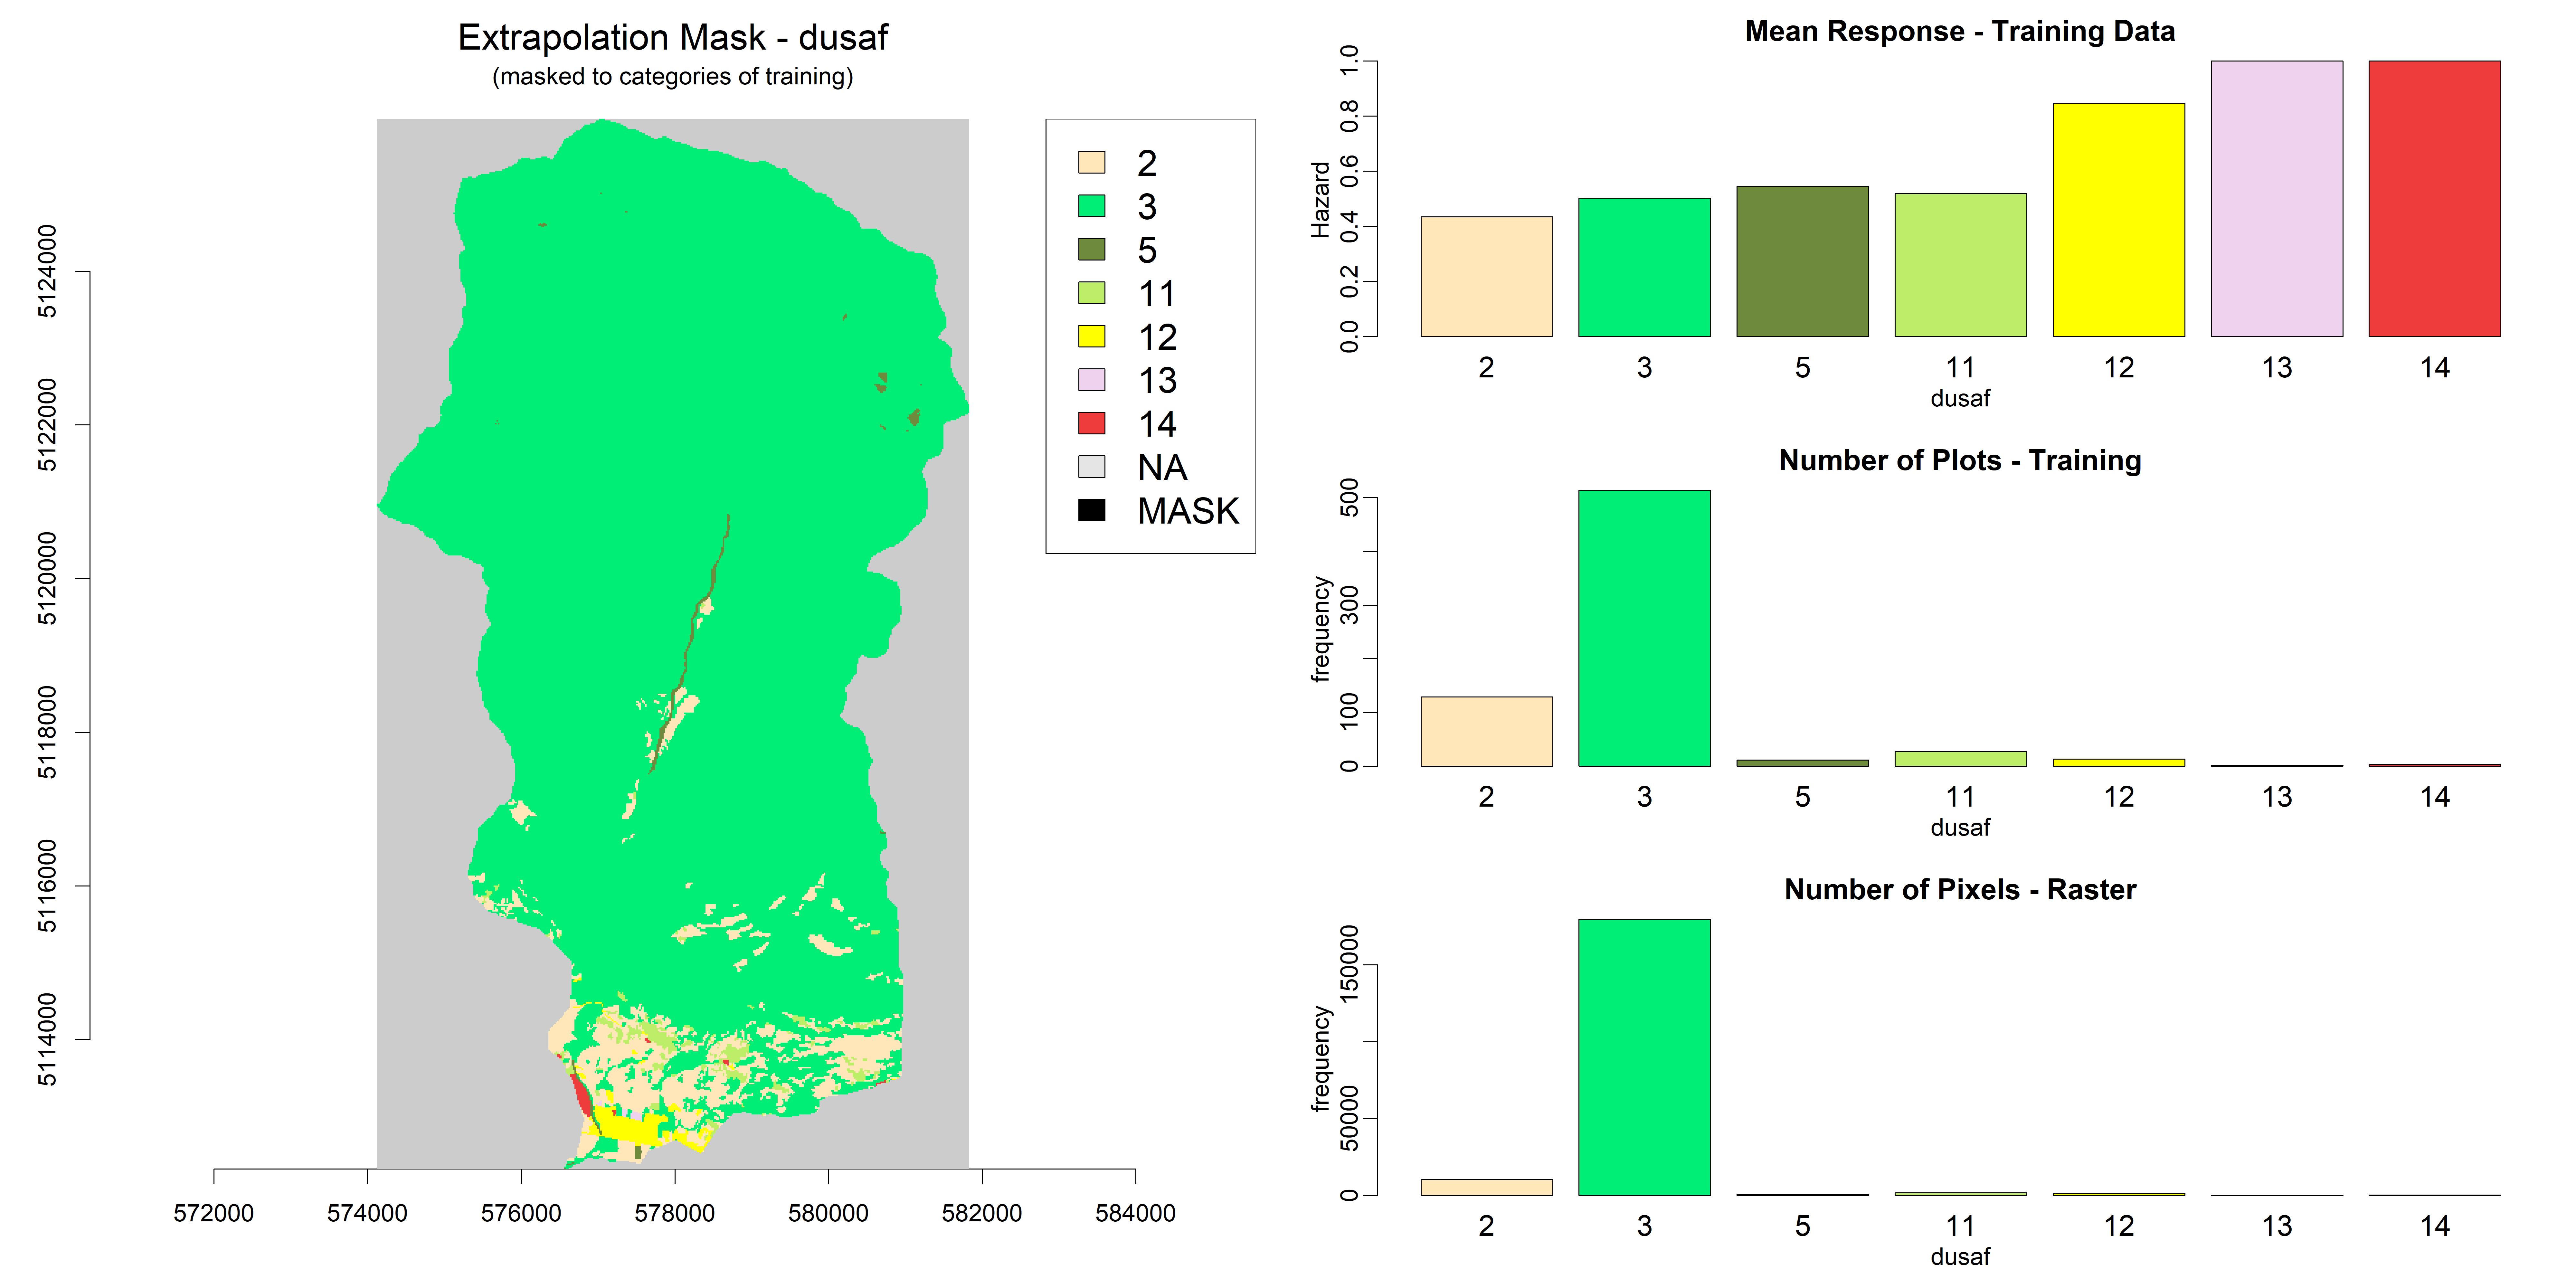 Extrapolation Mask - dusaf
(masked to categories of training)
5124000
5122000
5120000
5118000
5116000
5114000
572000 574000 576000 578000 580000 582000 584000
2
3
5
11
12
13
14
NA
MASK
Mean Response - Training Data
Hazard
1.0
0.8
0.6
0.4
0.2
0.0
2 3 5 11 12 13 14
dusaf
Number of Plots - Training
frequency
500
300
100
0
2 3 5 11 12 13 14
dusaf
Number of Pixels - Raster
frequency
150000
50000
0
2 3 5 11 12 13 14
dusaf